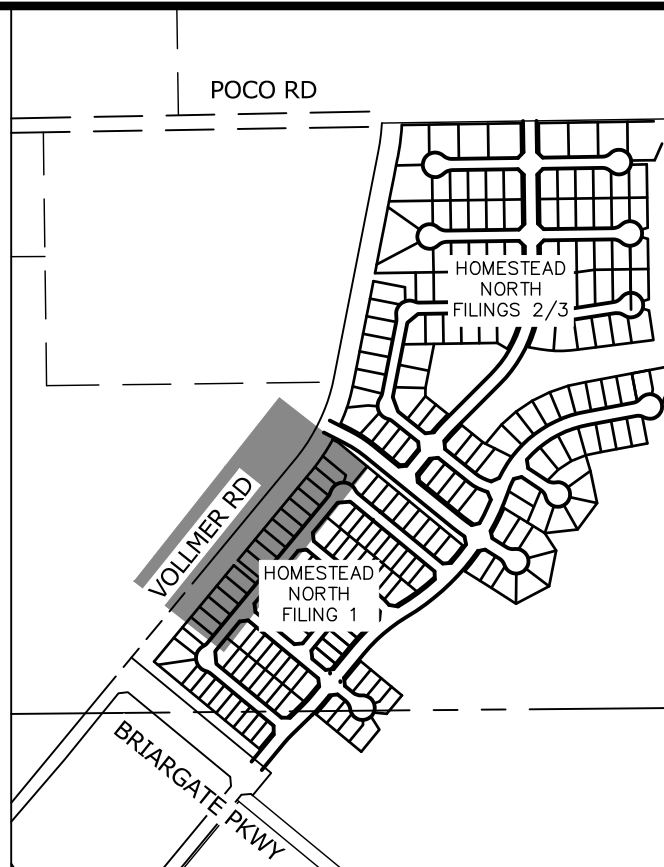 POCO RD
HOMESTEAD
NORTH
FILINGS 2/3
VOLLMER RD
HOMESTEAD
NORTH
FILING 1
BRIARGATE PKWY